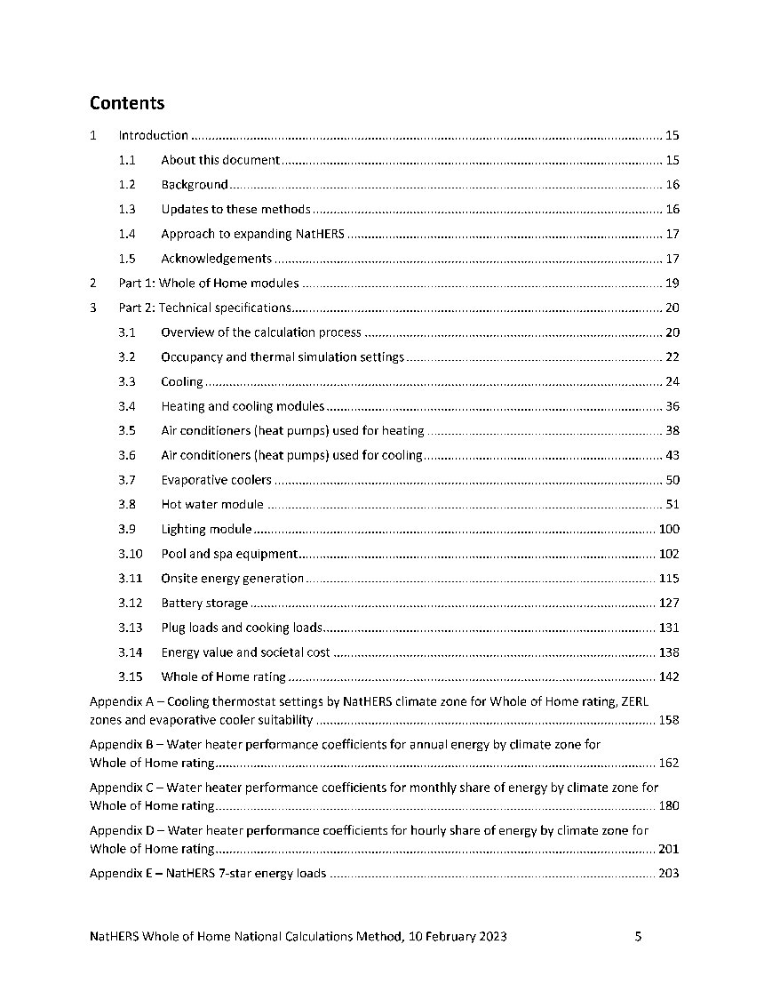 Contents
1 Introduction ........ 15
1.1 About this document ........ 15
1.2 Background ........ 16
1.3 Updates to these methods ........ 16
1.4 Approach to expanding NatHERS ........ 17
1.5 Acknowledgements ........ 17
2 Part 1: Whole of Home modules ........ 19
3 Part 2: Technical specifications ........ 20
3.1 Overview of the calculation process ........ 20
3.2 Occupancy and thermal simulation settings ........ 22
3.3 Cooling ........ 24
3.4 Heating and cooling modules ........ 36
3.5 Air conditioners (heat pumps) used for heating ........ 38
3.6 Air conditioners (heat pumps) used for cooling ........ 43
3.7 Evaporative coolers ........ 50
3.8 Hot water module ........ 51
3.9 Lighting module ........ 100
3.10 Pool and spa equipment ........ 102
3.11 Onsite energy generation ........ 115
3.12 Battery storage ........ 127
3.13 Plug loads and cooking loads ........ 131
3.14 Energy value and societal cost ........ 138
3.15 Whole of Home rating ........ 142
Appendix A – Cooling thermostat settings by NatHERS climate zone for Whole of Home rating, ZERL
zones and evaporative cooler suitability ........ 158
Appendix B – Water heater performance coefficients for annual energy by climate zone for
Whole of Home rating ........ 162
Appendix C – Water heater performance coefficients for monthly share of energy by climate zone for
Whole of Home rating ........ 180
Appendix D – Water heater performance coefficients for hourly share of energy by climate zone for
Whole of Home rating ........ 201
Appendix E – NatHERS 7-star energy loads ........ 203
NatHERS Whole of Home National Calculations Method, 10 February 2023 5